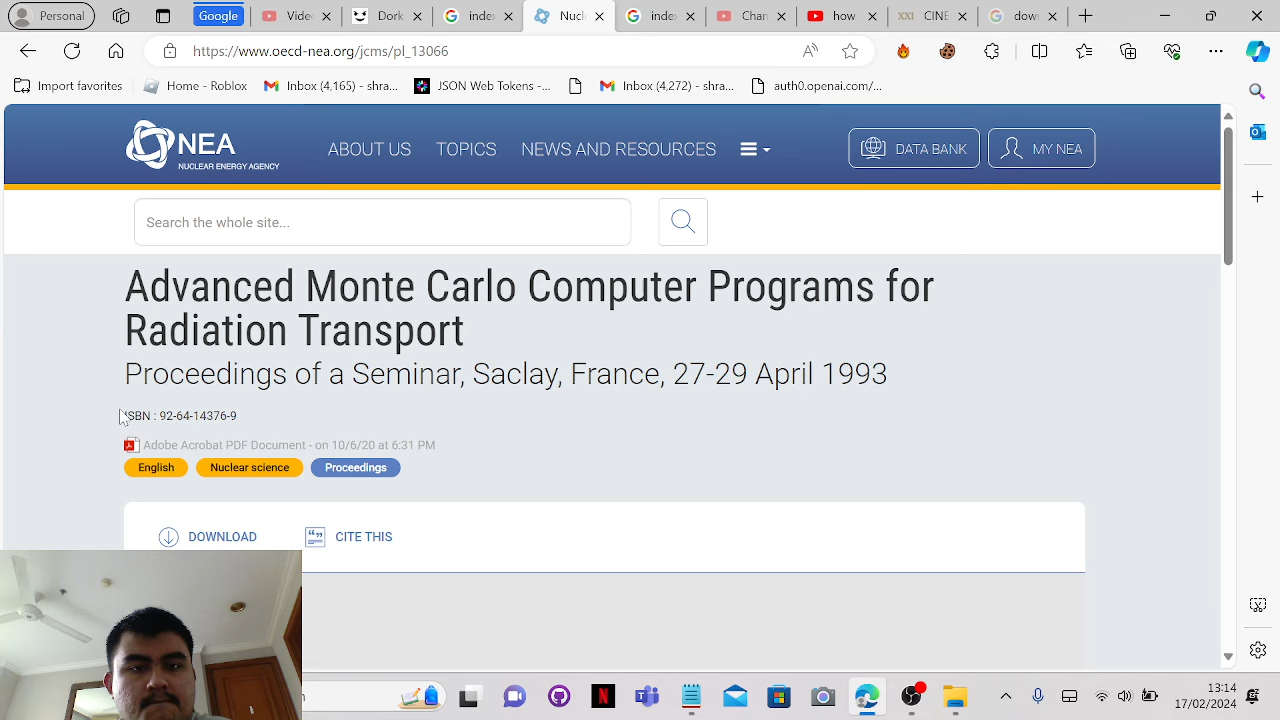 Google
Vide
Dork
inde
Nucl
inde
Char
my n
XXI
CINE
dow
https://www.oecd-nea.org/jcms/pl_13066
Import favorites
Home - Roblox
Inbox (4,165) - shra...
JSON Web Tokens -...
Inbox (4,272) - shra...
auth0.openai.com/...
NEA
NUCLEAR ENERGY AGENCY
ABOUT US
TOPICS
NEWS AND RESOURCES
DATA BANK
MY NEA
Search the whole site...
Advanced Monte Carlo Computer Programs for
Radiation Transport
Proceedings of a Seminar, Saclay, France, 27-29 April 1993
ISBN : 92-64-14376-9
Adobe Acrobat PDF Document - on 10/6/20 at 6:31 PM
English
Nuclear science
Proceedings
DOWNLOAD
CITE THIS
13:14
17/02/2024